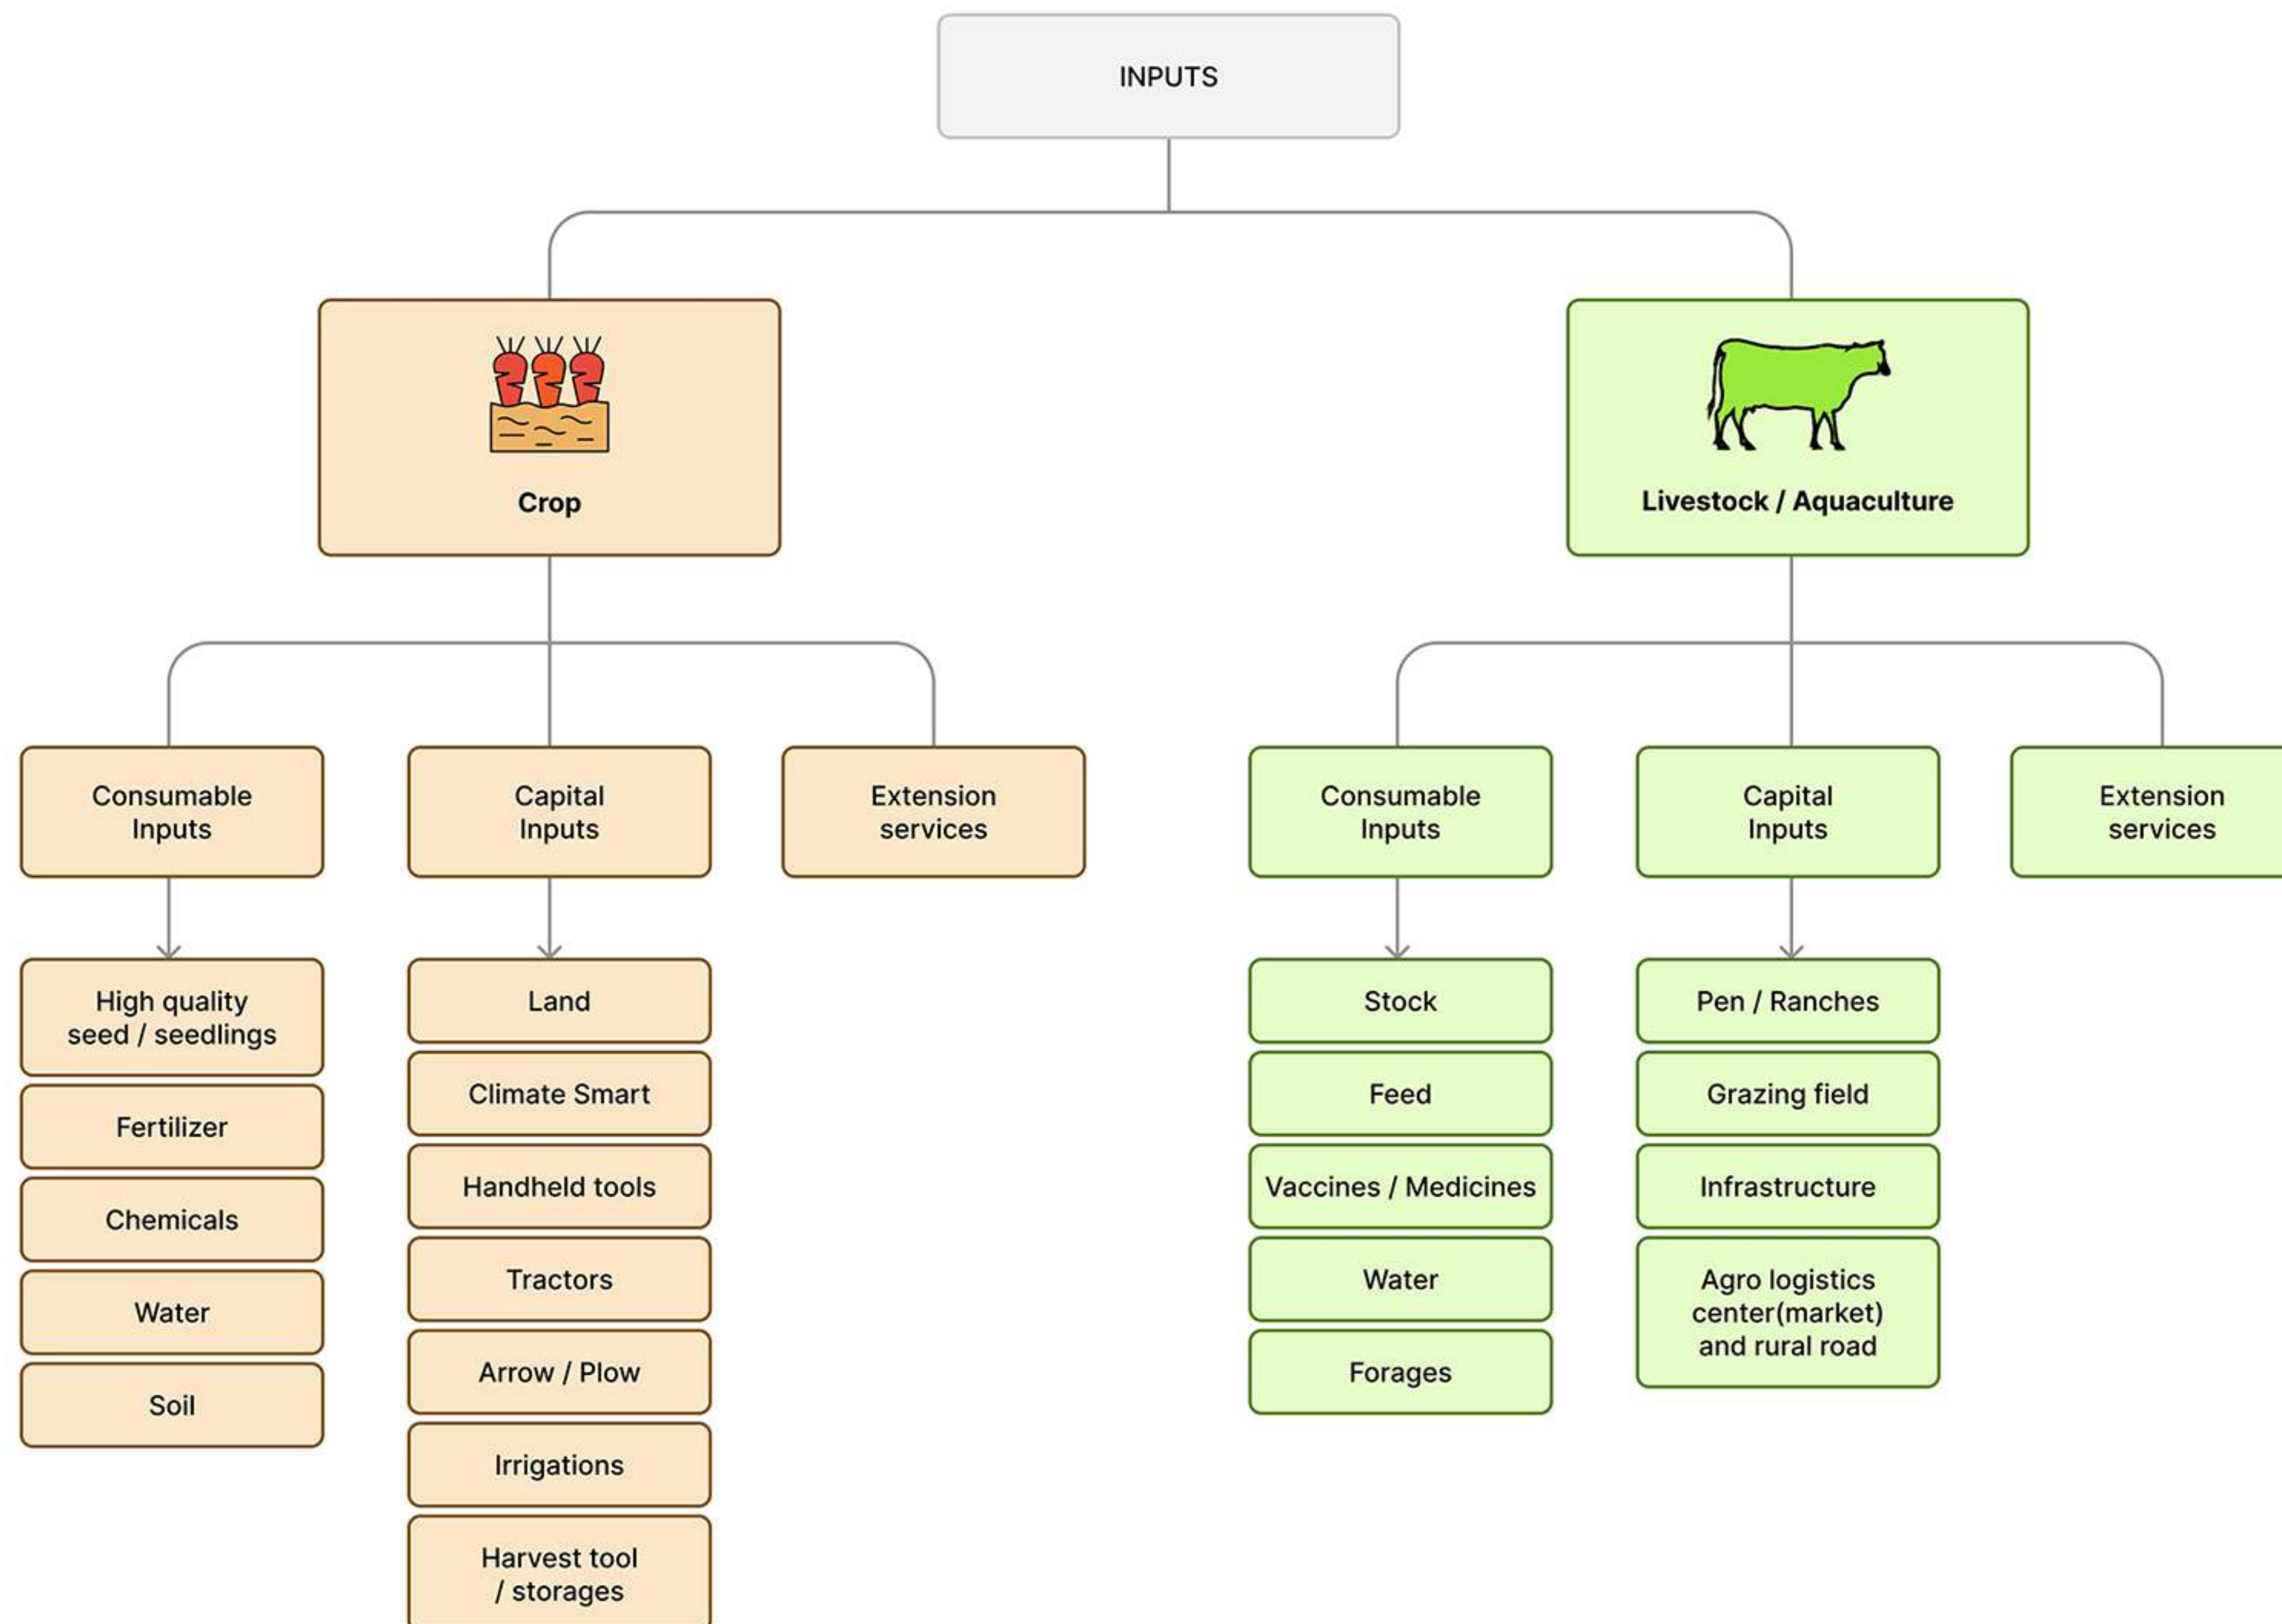 INPUTS
Crop
Livestock / Aquaculture
Consumable
Inputs
Capital
Inputs
Extension
services
Consumable
Inputs
Capital
Inputs
Extension
services
High quality
seed / seedlings
Fertilizer
Chemicals
Water
Soil
Land
Climate Smart
Handheld tools
Tractors
Arrow / Plow
Irrigations
Harvest tool
/ storages
Stock
Feed
Vaccines / Medicines
Water
Forages
Pen / Ranches
Grazing field
Infrastructure
Agro logistics
center(market)
and rural road